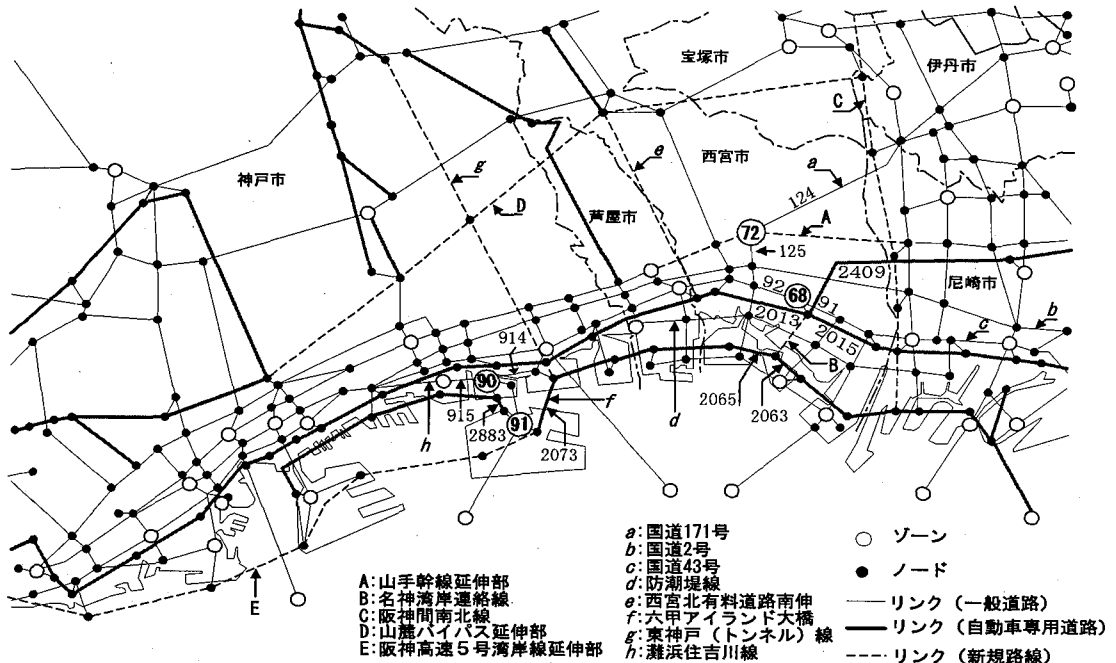 宝塚市
伊丹市
C
神戸市
g
e
西宮市
a
124
D
芦屋市
72
A
125
2409
92
68
91
尼崎市
2013
914
2015
c
b
90
B
915
f
2065
2063
d
h
2883
91
2073
E
A:山手幹線延伸部
B:名神湾岸連絡線
C:阪神間南北線
D:山麓バイパス延伸部
E:阪神高速5号湾岸線延伸部
a:国道171号
b:国道2号
c:国道43号
d:防潮堤線
e:西宮北有料道路南伸
f:六甲アイランド大橋
g:東神戸(トンネル)線
h:灘浜住吉川線
ゾーン
ノード
リンク(一般道路)
リンク(自動車専用道路)
リンク(新規路線)